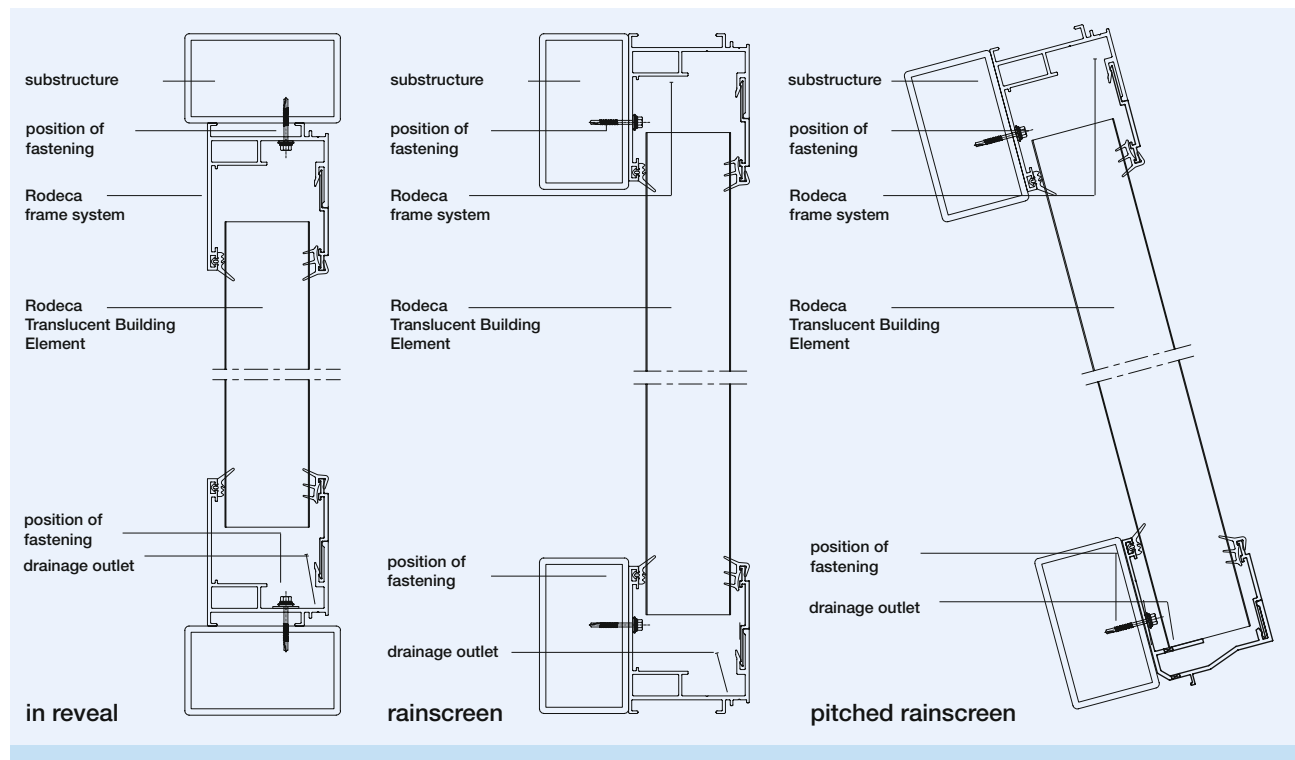 substructure
position of
fastening
Rodeca
frame system
Rodeca
Translucent Building
Element
position of
fastening
drainage outlet
in reveal
substructure
position of
fastening
Rodeca
frame system
Rodeca
Translucent Building
Element
position of
fastening
drainage outlet
rainscreen
substructure
position of
fastening
Rodeca
frame system
Rodeca
Translucent Building
Element
position of
fastening
drainage outlet
pitched rainscreen